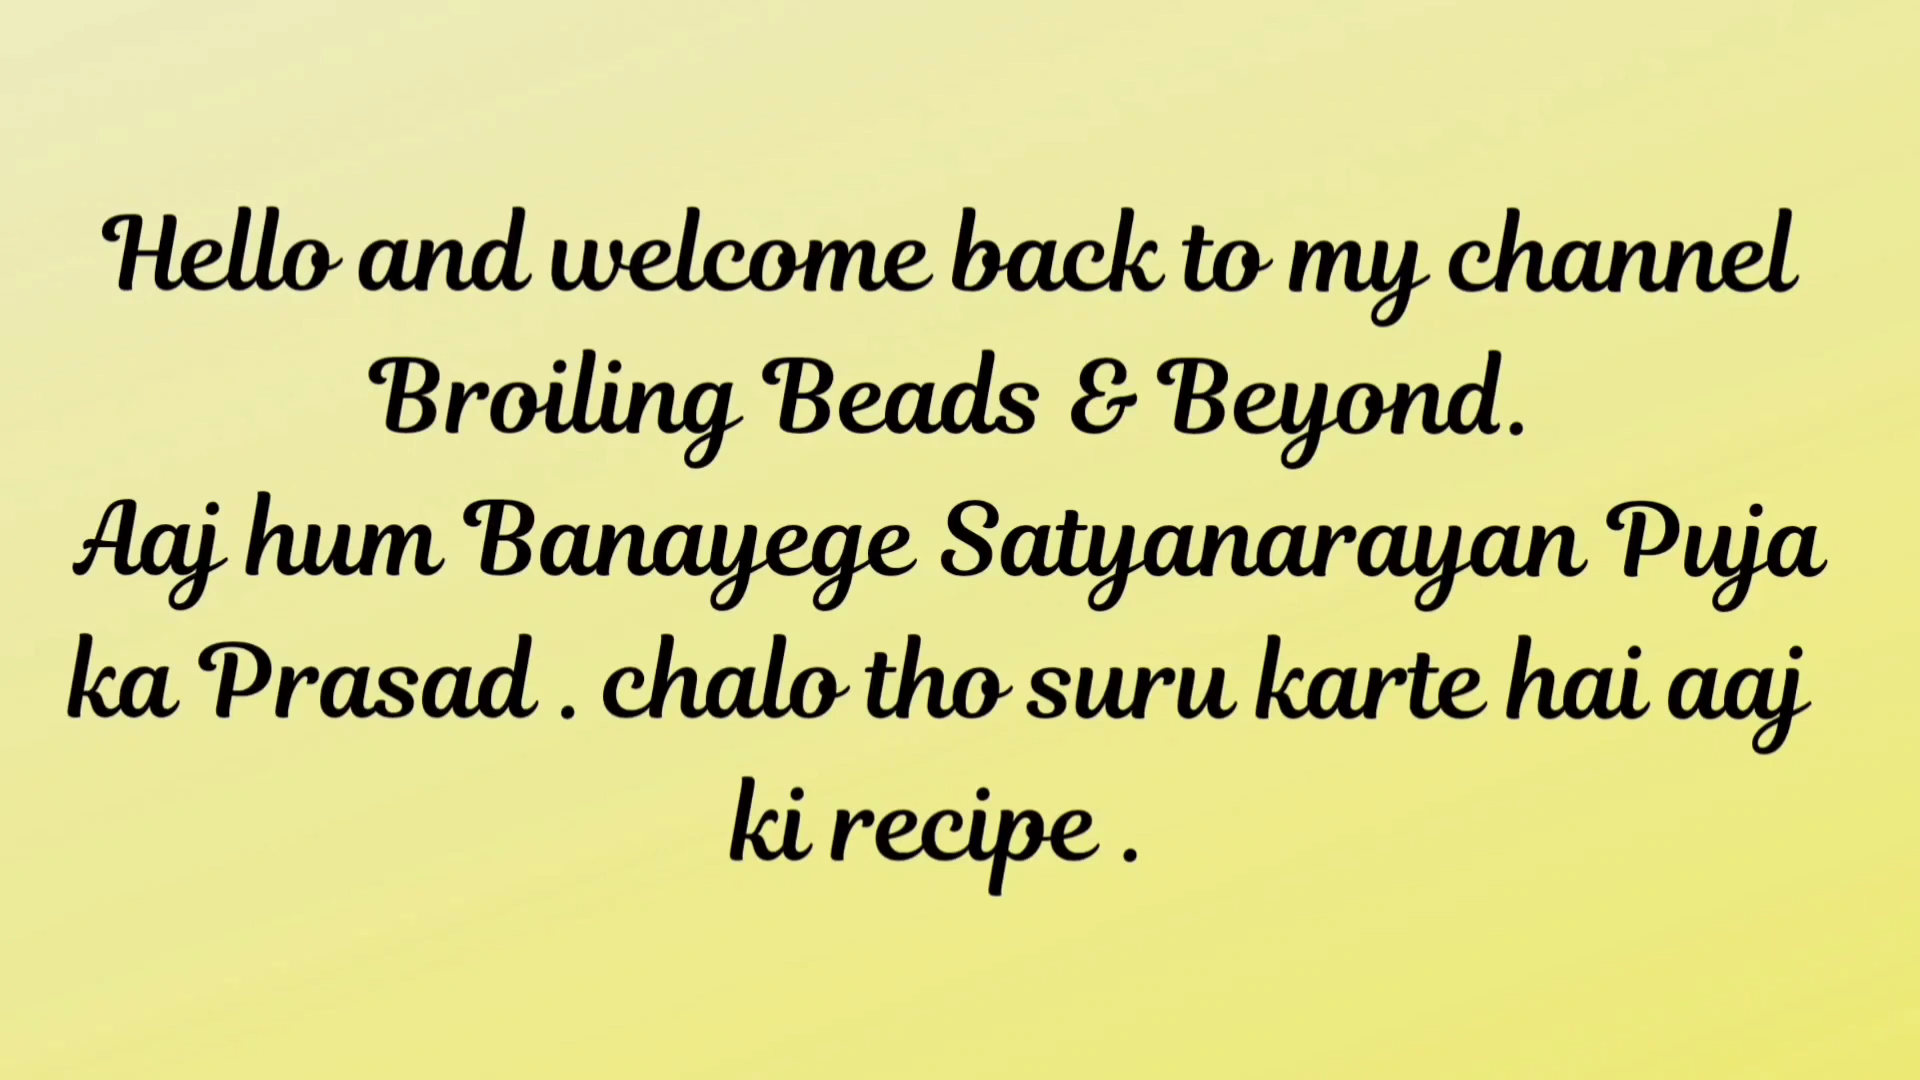 Hello and welcome back to my channel
Broiling Beads & Beyond.
Aaj hum Banayege Satyanarayan Puja
ka Prasad . chalo tho suru karte hai aaj
ki recipe .